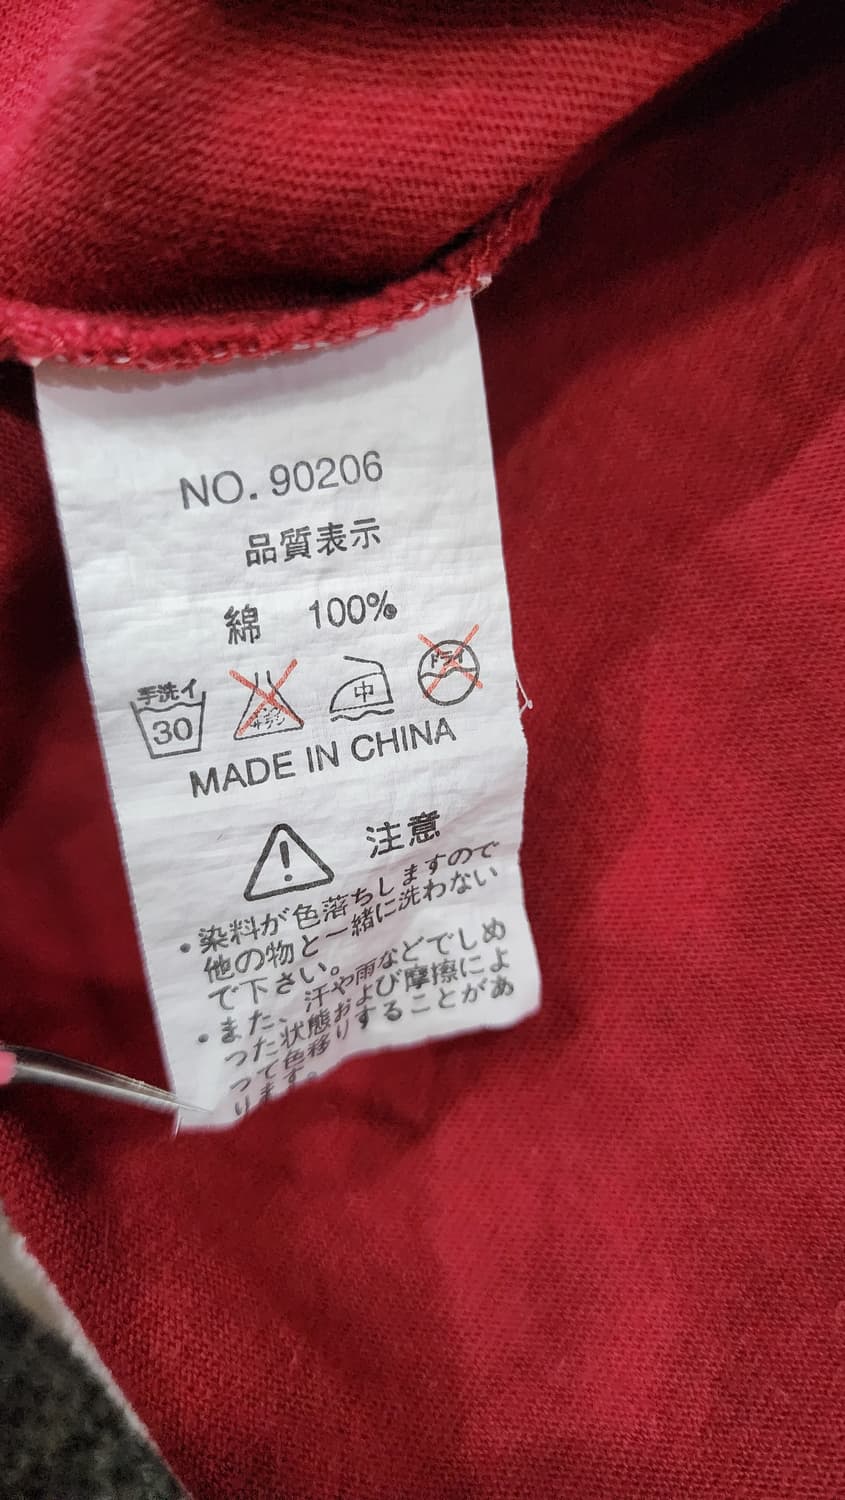 NO. 90206
品質表示
綿 100%
手洗イ
30
中
ドライ
MADE IN CHINA
注意
・染料が色落ちしますので
他の物と一緒に洗わない
で下さい。
・また、汗や雨などでしめ
った状態および摩擦によ
って色移りすることがあ
ります。